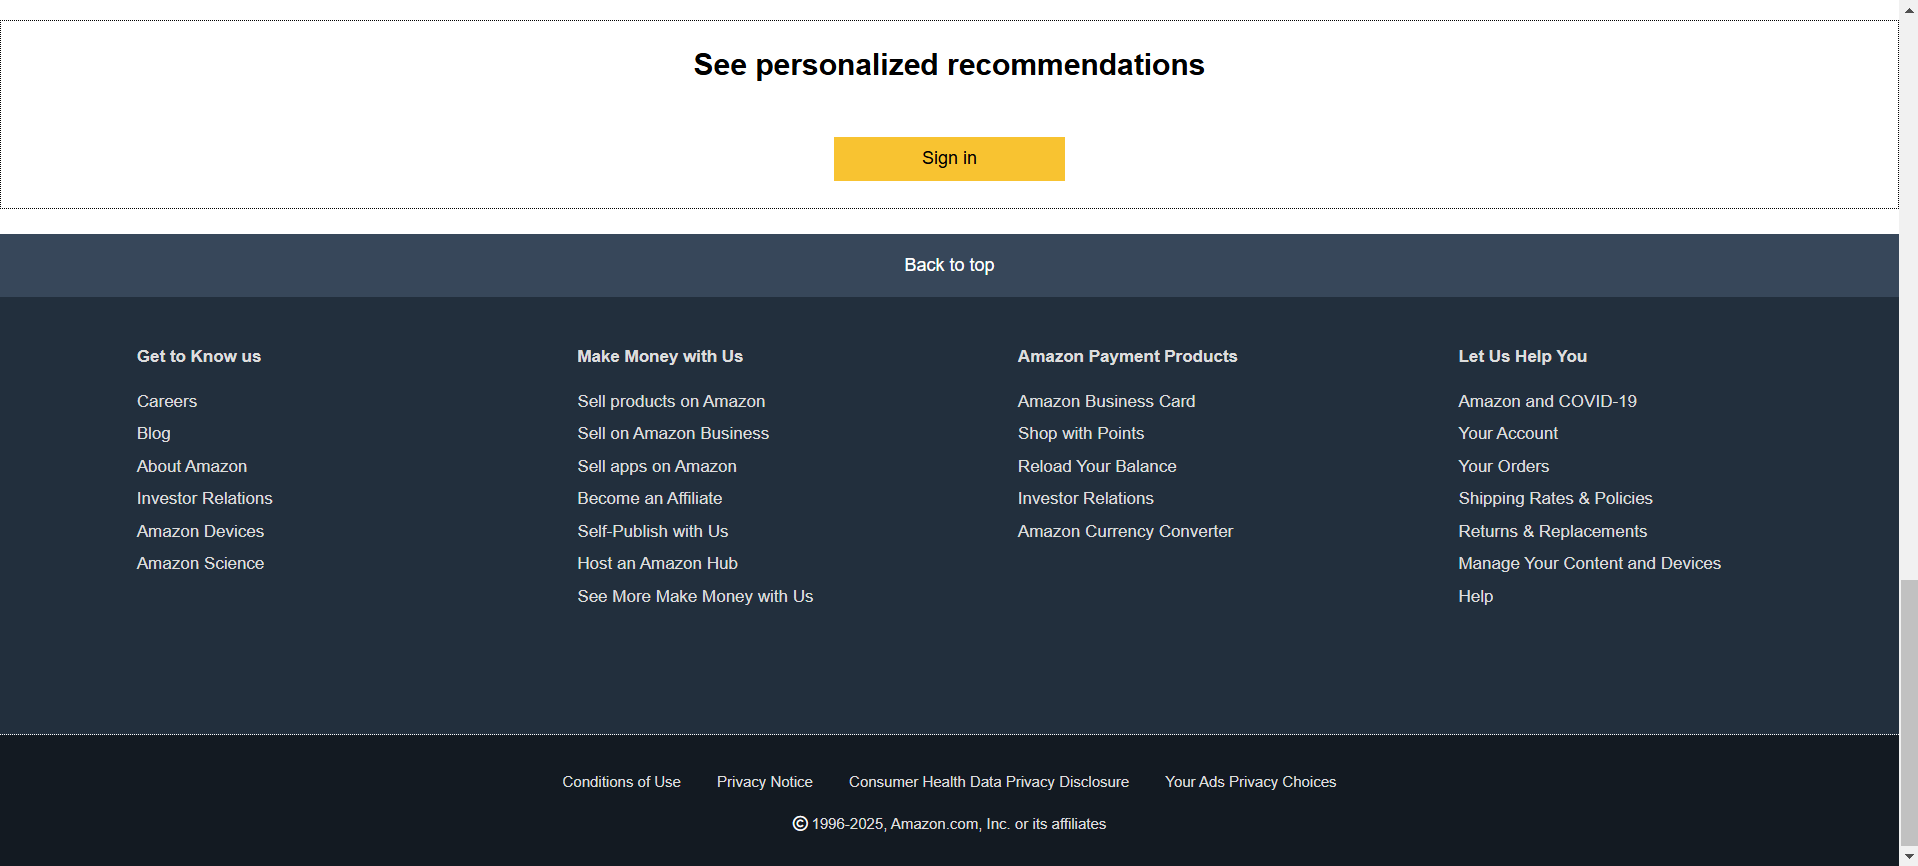 See personalized recommendations
Sign in
Back to top
Get to Know us
Careers
Blog
About Amazon
Investor Relations
Amazon Devices
Amazon Science
Make Money with Us
Sell products on Amazon
Sell on Amazon Business
Sell apps on Amazon
Become an Affiliate
Self-Publish with Us
Host an Amazon Hub
See More Make Money with Us
Amazon Payment Products
Amazon Business Card
Shop with Points
Reload Your Balance
Investor Relations
Amazon Currency Converter
Let Us Help You
Amazon and COVID-19
Your Account
Your Orders
Shipping Rates & Policies
Returns & Replacements
Manage Your Content and Devices
Help
Conditions of Use Privacy Notice Consumer Health Data Privacy Disclosure Your Ads Privacy Choices
© 1996-2025, Amazon.com, Inc. or its affiliates